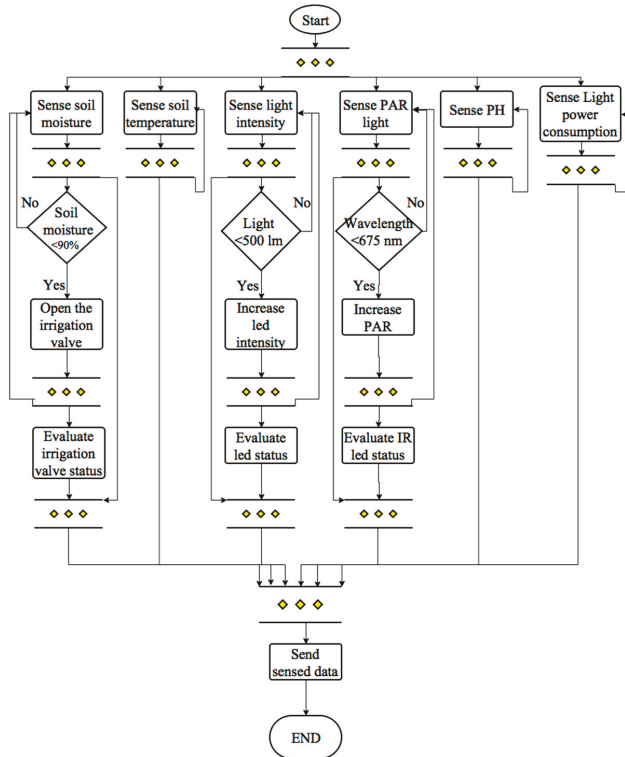 Start
Sense soil
moisture
Sense soil
temperature
Sense light
intensity
Sense PAR
light
Sense PH
Sense Light
power
consumption
No
Soil
moisture
<90%
No
Light
<500 lm
No
Wavelength
<675 nm
Yes
Yes
Yes
Open the
irrigation
valve
Increase
led
intensity
Increase
PAR
Evaluate
irrigation
valve status
Evaluate
led status
Evaluate IR
led status
Send
sensed data
END